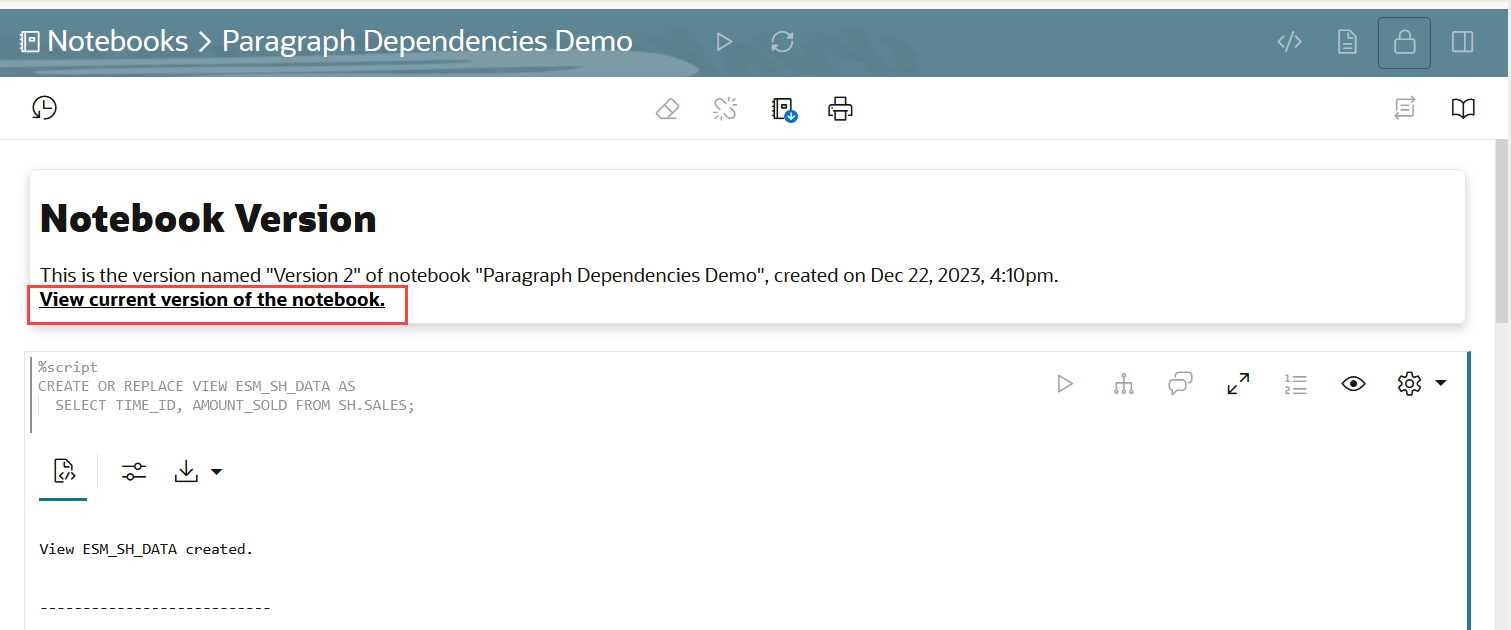 Notebooks > Paragraph Dependencies Demo
Notebook Version
This is the version named "Version 2" of notebook "Paragraph Dependencies Demo", created on Dec 22, 2023, 4:10pm.
View current version of the notebook.
%script
CREATE OR REPLACE VIEW ESM_SH_DATA AS
SELECT TIME_ID, AMOUNT_SOLD FROM SH.SALES;
View ESM_SH_DATA created.
---------------------------